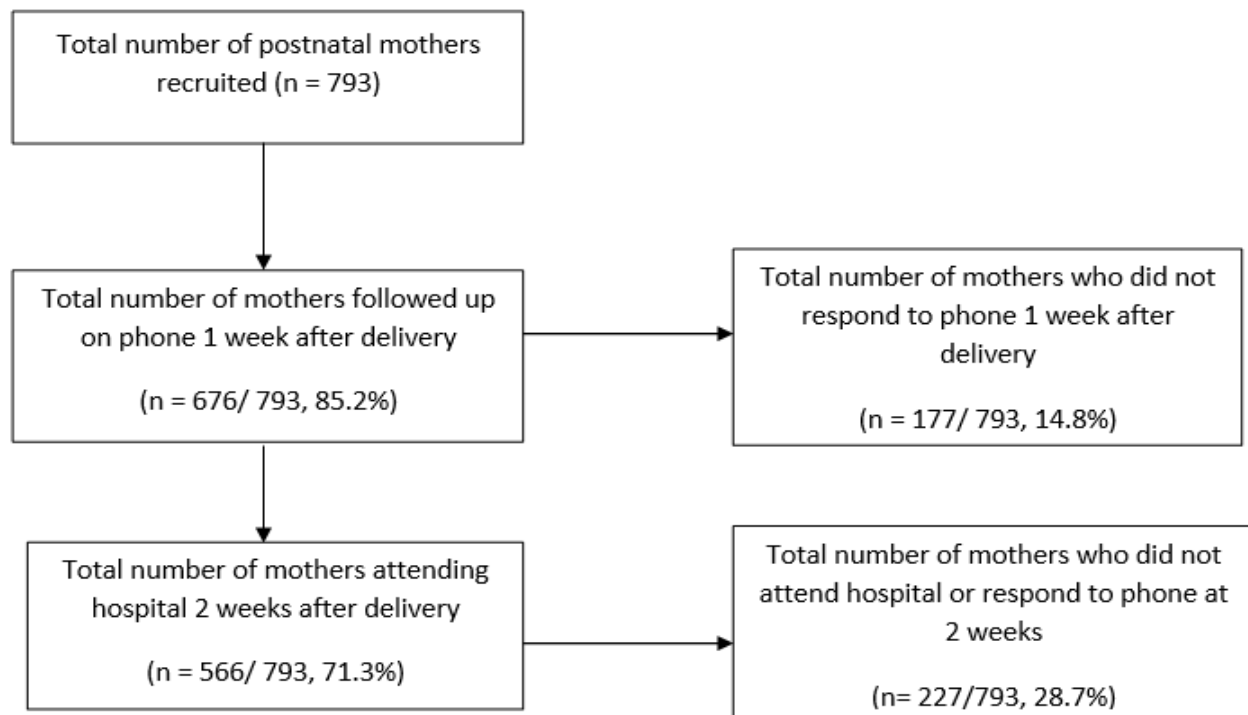 Total number of postnatal mothers
recruited (n = 793)
Total number of mothers followed up
on phone 1 week after delivery
(n = 676/ 793, 85.2%)
Total number of mothers who did not
respond to phone 1 week after
delivery
(n = 177/ 793, 14.8%)
Total number of mothers attending
hospital 2 weeks after delivery
(n = 566/ 793, 71.3%)
Total number of mothers who did not
attend hospital or respond to phone at
2 weeks
(n= 227/793, 28.7%)